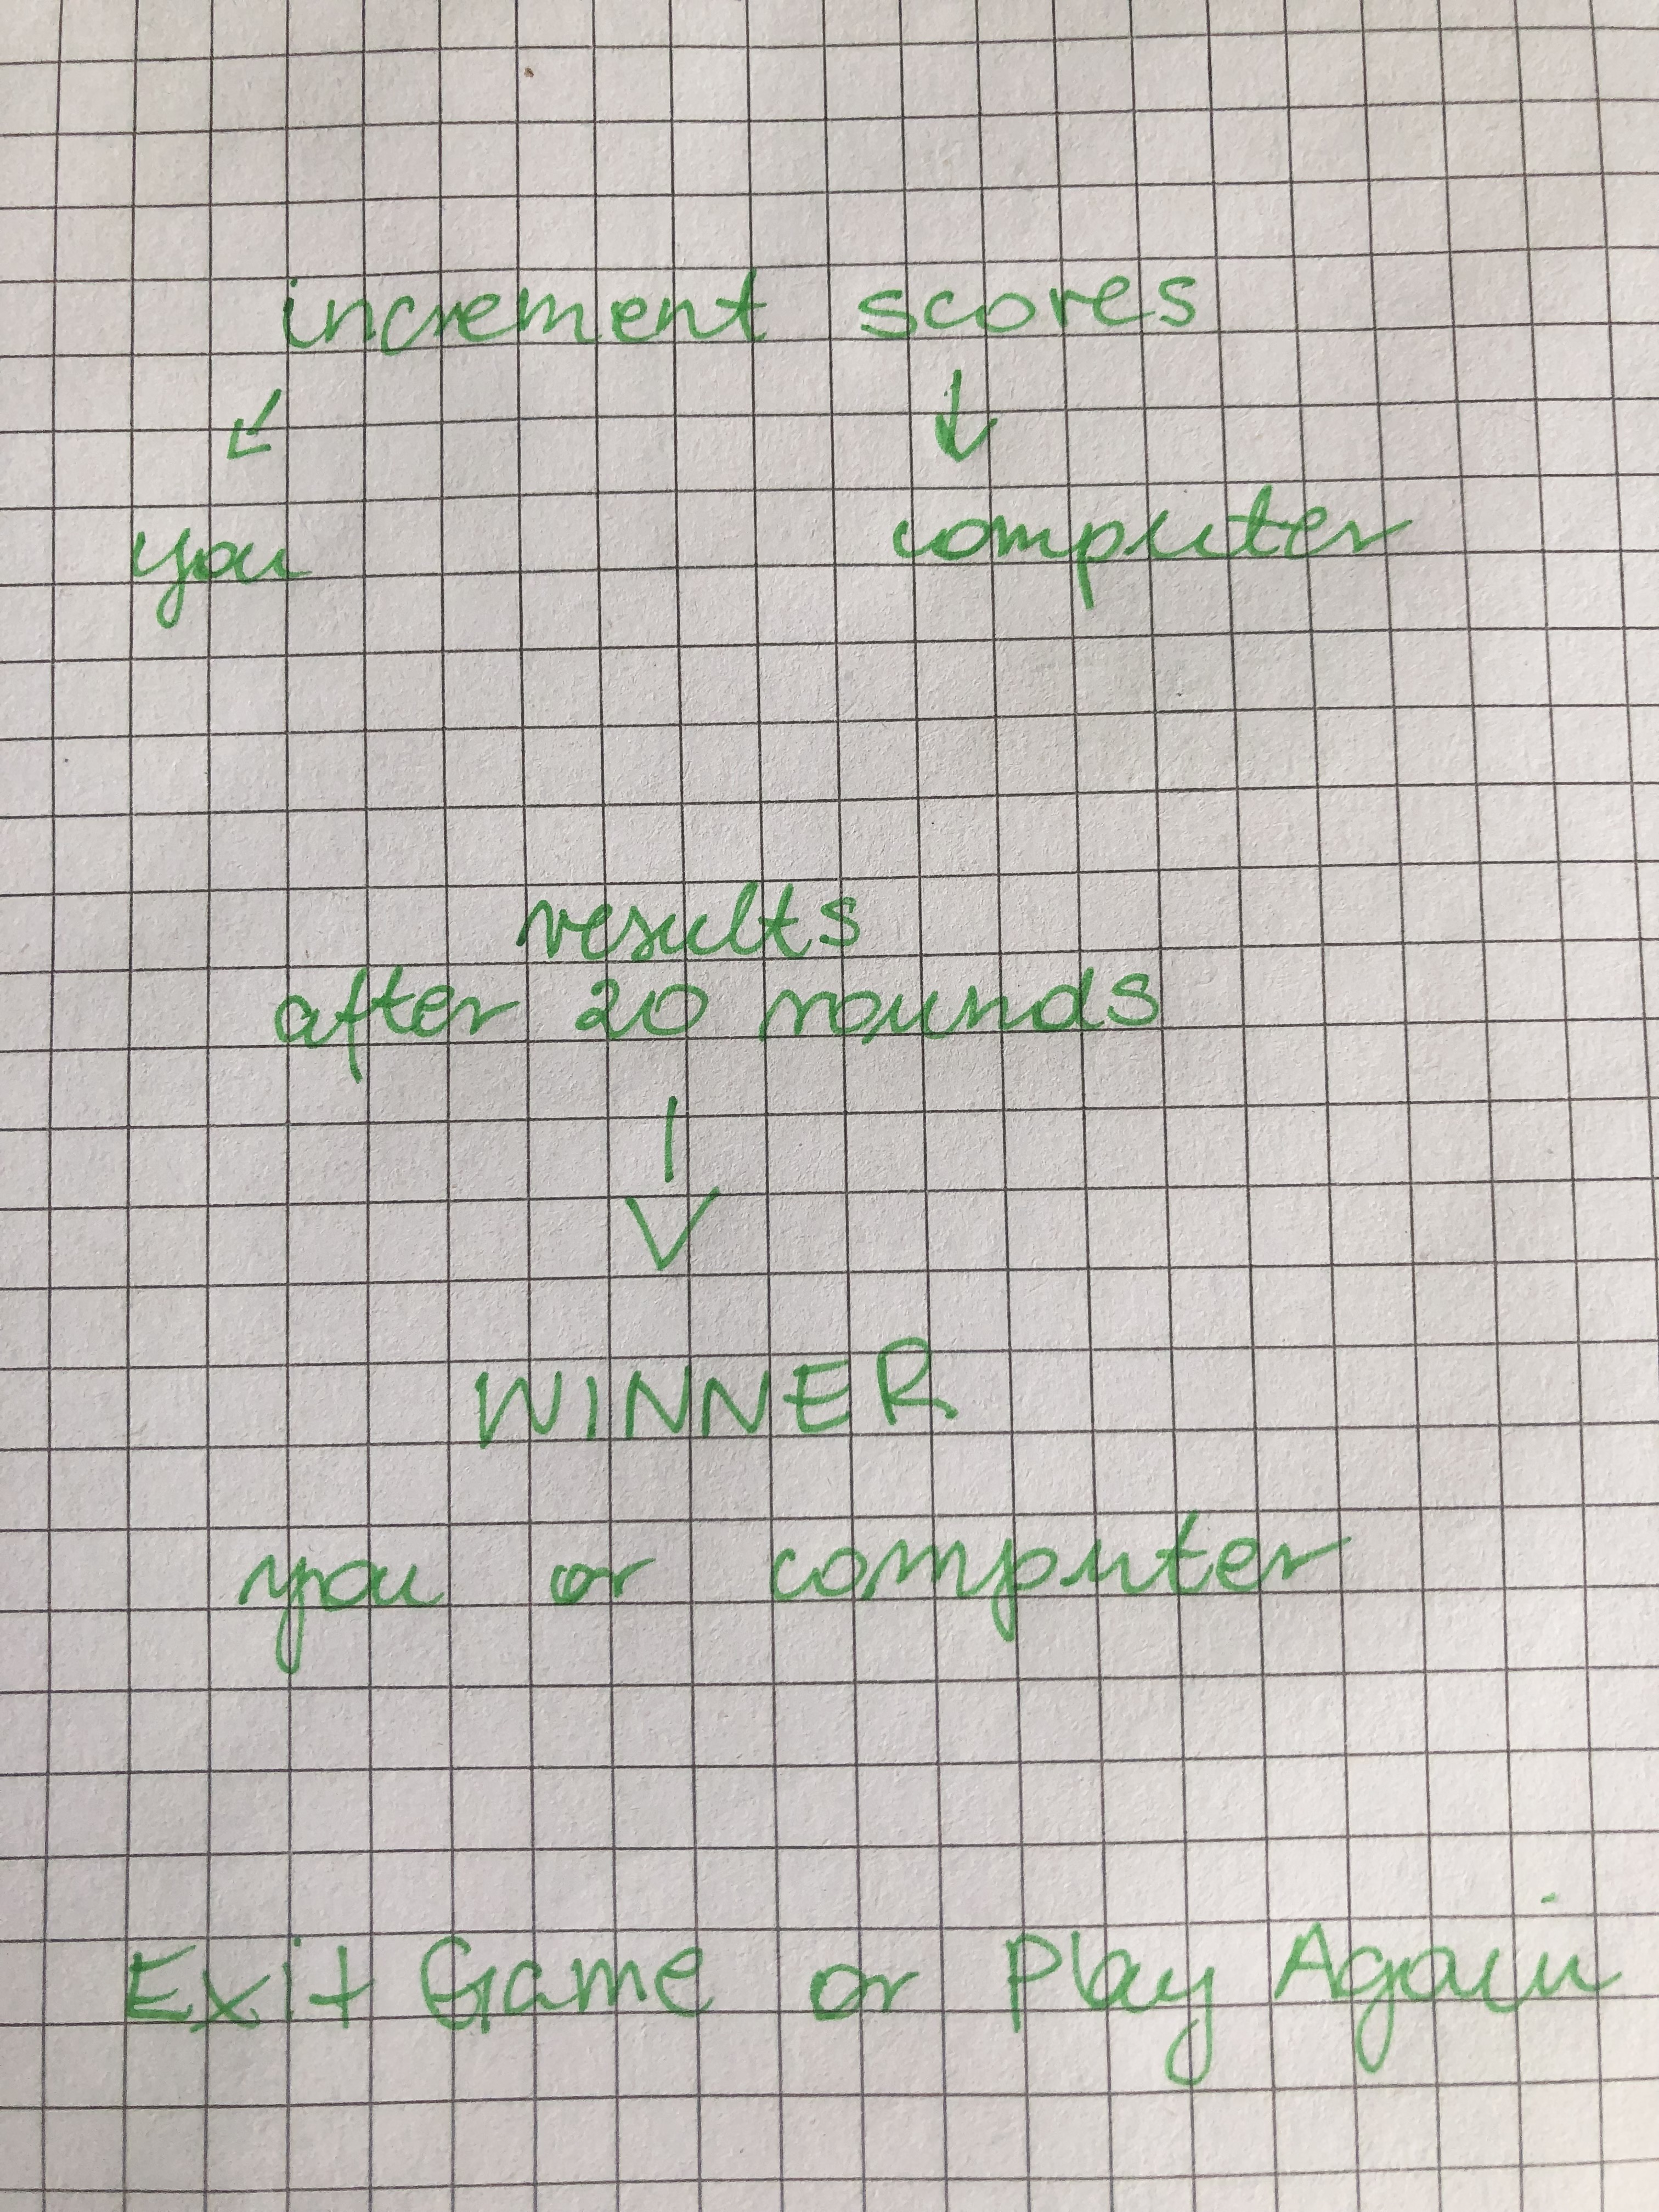 increment scores
you computer
results
after 20 rounds
WINNER
you or computer
Exit Game or Play Again